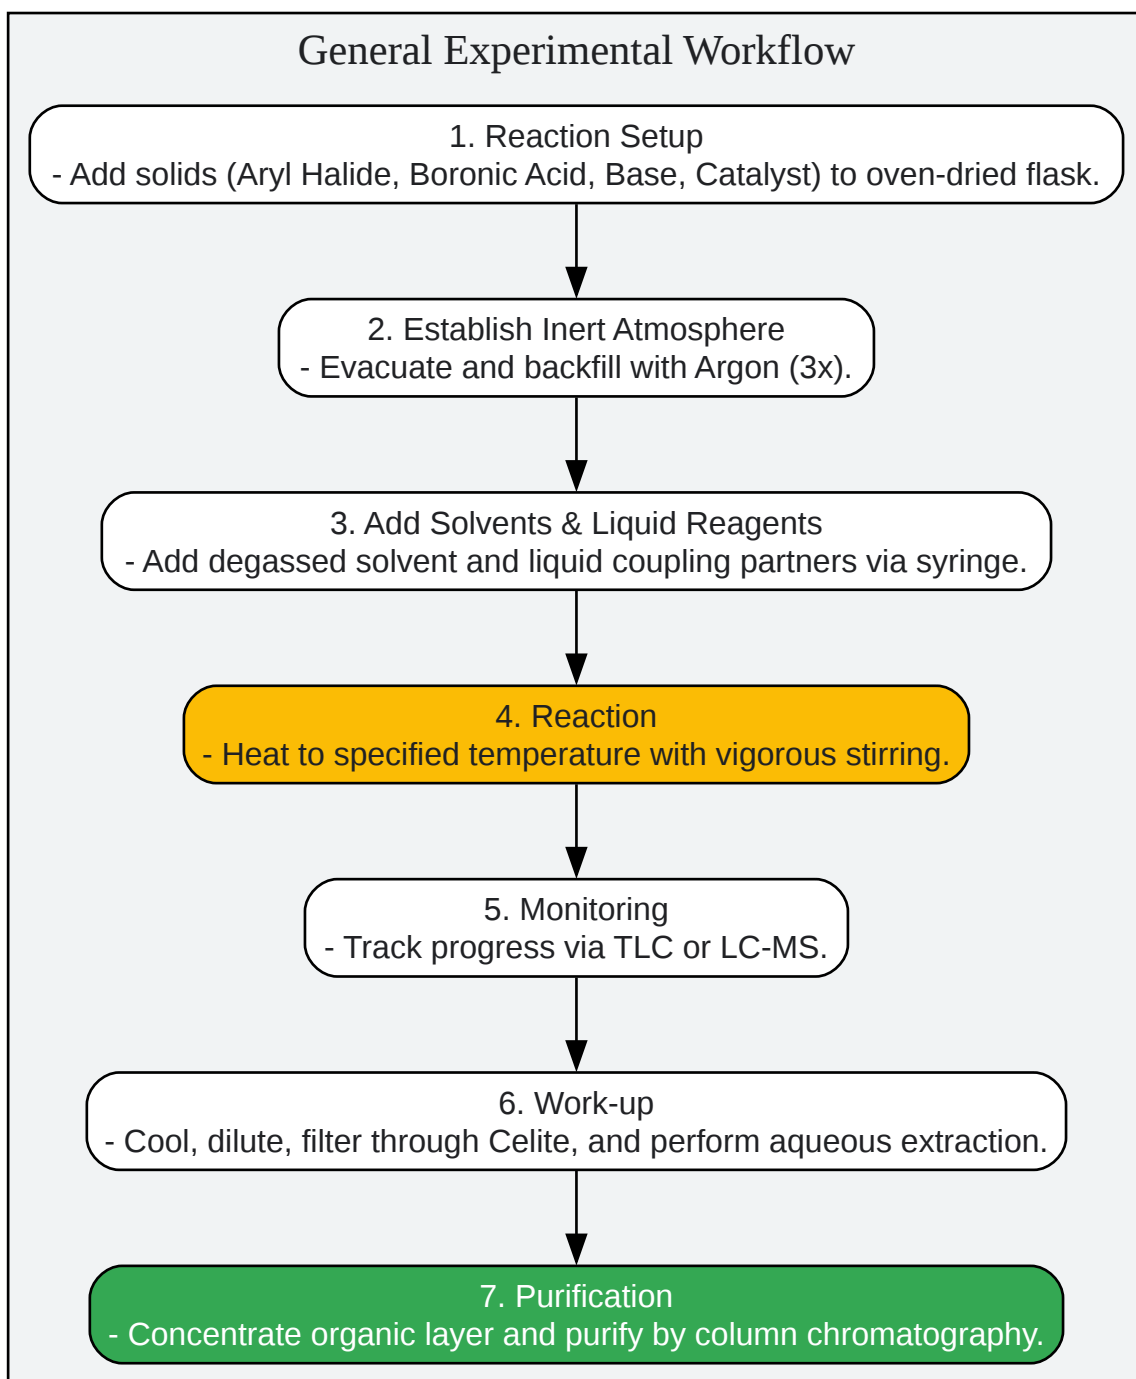 General Experimental Workflow
1. Reaction Setup
- Add solids (Aryl Halide, Boronic Acid, Base, Catalyst) to oven-dried flask.
2. Establish Inert Atmosphere
- Evacuate and backfill with Argon (3x).
3. Add Solvents & Liquid Reagents
- Add degassed solvent and liquid coupling partners via syringe.
4. Reaction
- Heat to specified temperature with vigorous stirring.
5. Monitoring
- Track progress via TLC or LC-MS.
6. Work-up
- Cool, dilute, filter through Celite, and perform aqueous extraction.
7. Purification
- Concentrate organic layer and purify by column chromatography.